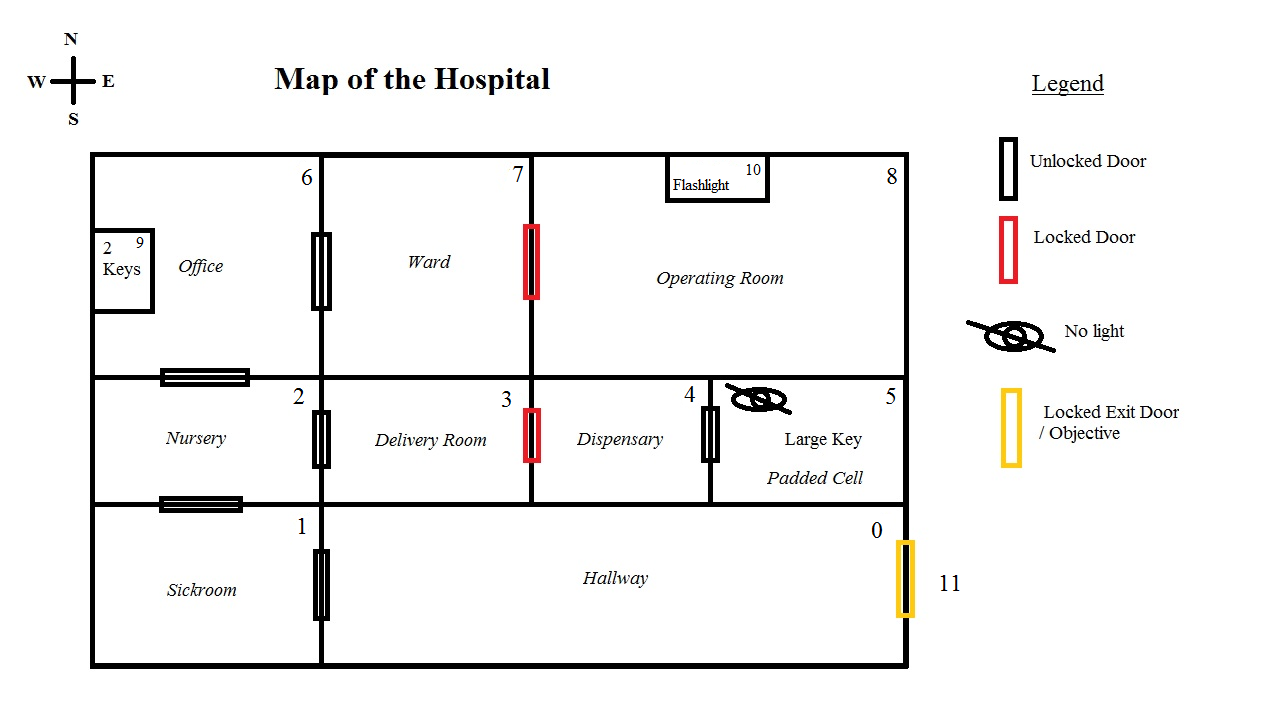 N
W E
S
Map of the Hospital
Legend
Unlocked Door
Locked Door
No light
Locked Exit Door
/ Objective
6
7
10
Flashlight
8
2 9
Keys
Office
Ward
Operating Room
2
Nursery
3
Delivery Room
4
Dispensary
5
Large Key
Padded Cell
1
Sickroom
0
Hallway
11